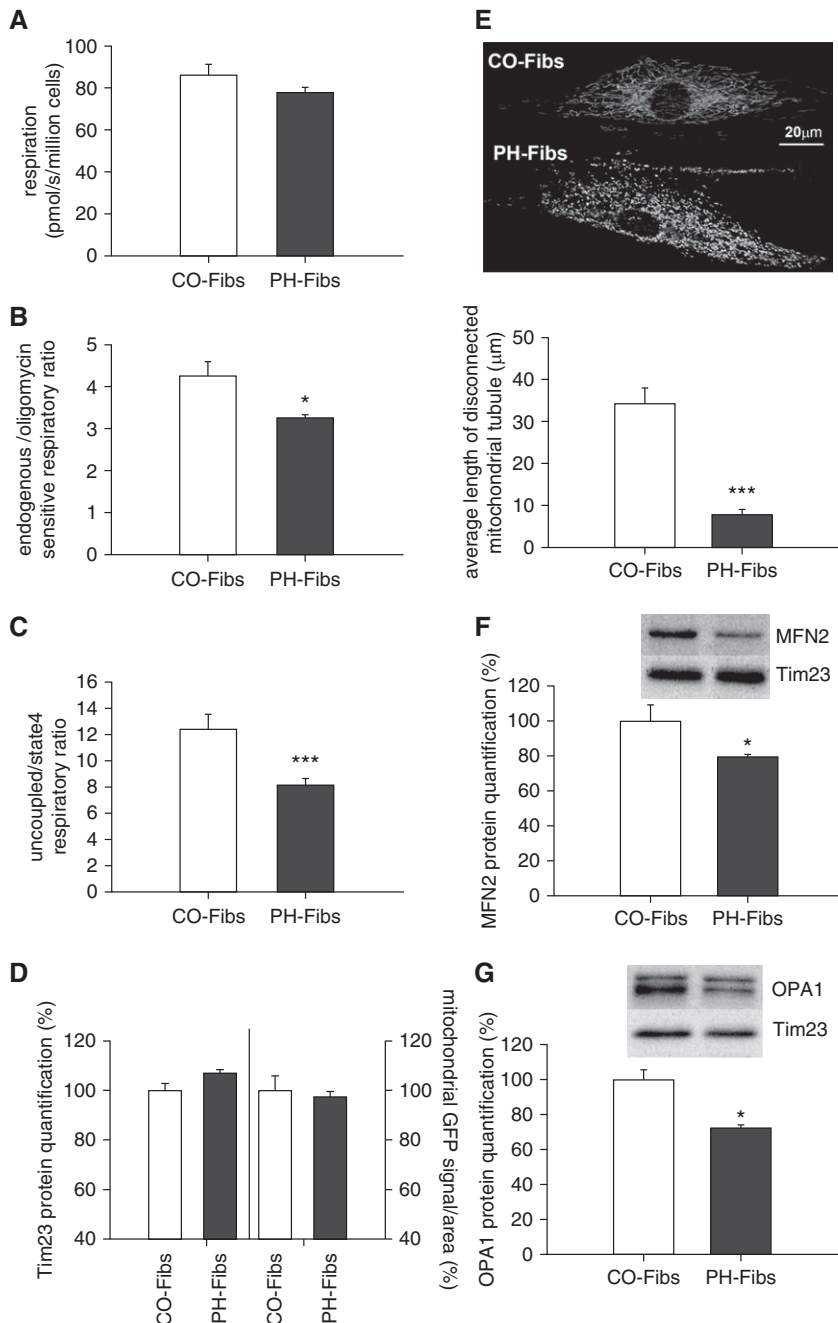 A
respiration
(pmol/s/million cells)
100
80
60
40
20
0
CO-Fibs PH-Fibs
B
endogenous /oligomycin
sensitive respiratory ratio
5
4
3
2
1
0
*
CO-Fibs PH-Fibs
C
uncoupled/state4
respiratory ratio
16
14
12
10
8
6
4
2
0
***
CO-Fibs PH-Fibs
D
Tim23 protein quantification (%)
120
100
80
60
40
mitochondrial GFP
signal/area (%)
120
100
80
60
40
CO-Fibs
PH-Fibs
CO-Fibs
PH-Fibs
E
CO-Fibs
20μm
PH-Fibs
average length of disconnected
mitochondrial tubule (μm)
50
40
30
20
10
0
***
CO-Fibs PH-Fibs
F
MFN2
Tim23
MFN2 protein quantification (%)
120
100
80
60
40
20
0
*
CO-Fibs PH-Fibs
G
OPA1
Tim23
OPA1 protein quantification (%)
120
100
80
60
40
20
0
*
CO-Fibs PH-Fibs